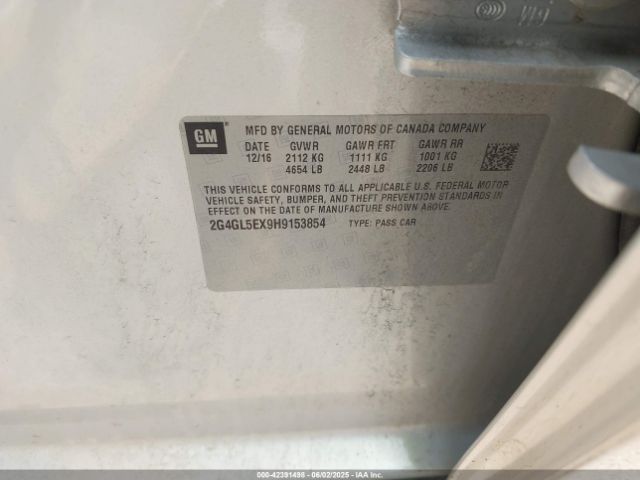 GM
MFD BY GENERAL MOTORS OF CANADA COMPANY
DATE GVWR GAWR FRT GAWR RR
12/16 2112 KG 1111 KG 1001 KG
4654 LB 2448 LB 2206 LB
THIS VEHICLE CONFORMS TO ALL APPLICABLE U.S. FEDERAL MOTOR
VEHICLE SAFETY, BUMPER, AND THEFT PREVENTION STANDARDS IN
EFFECT ON THE DATE OF MANUFACTURE SHOWN ABOVE.
2G4GL5EX9H9153854 TYPE: PASS CAR
000-42391498 - 06/02/2025 - IAA Inc.